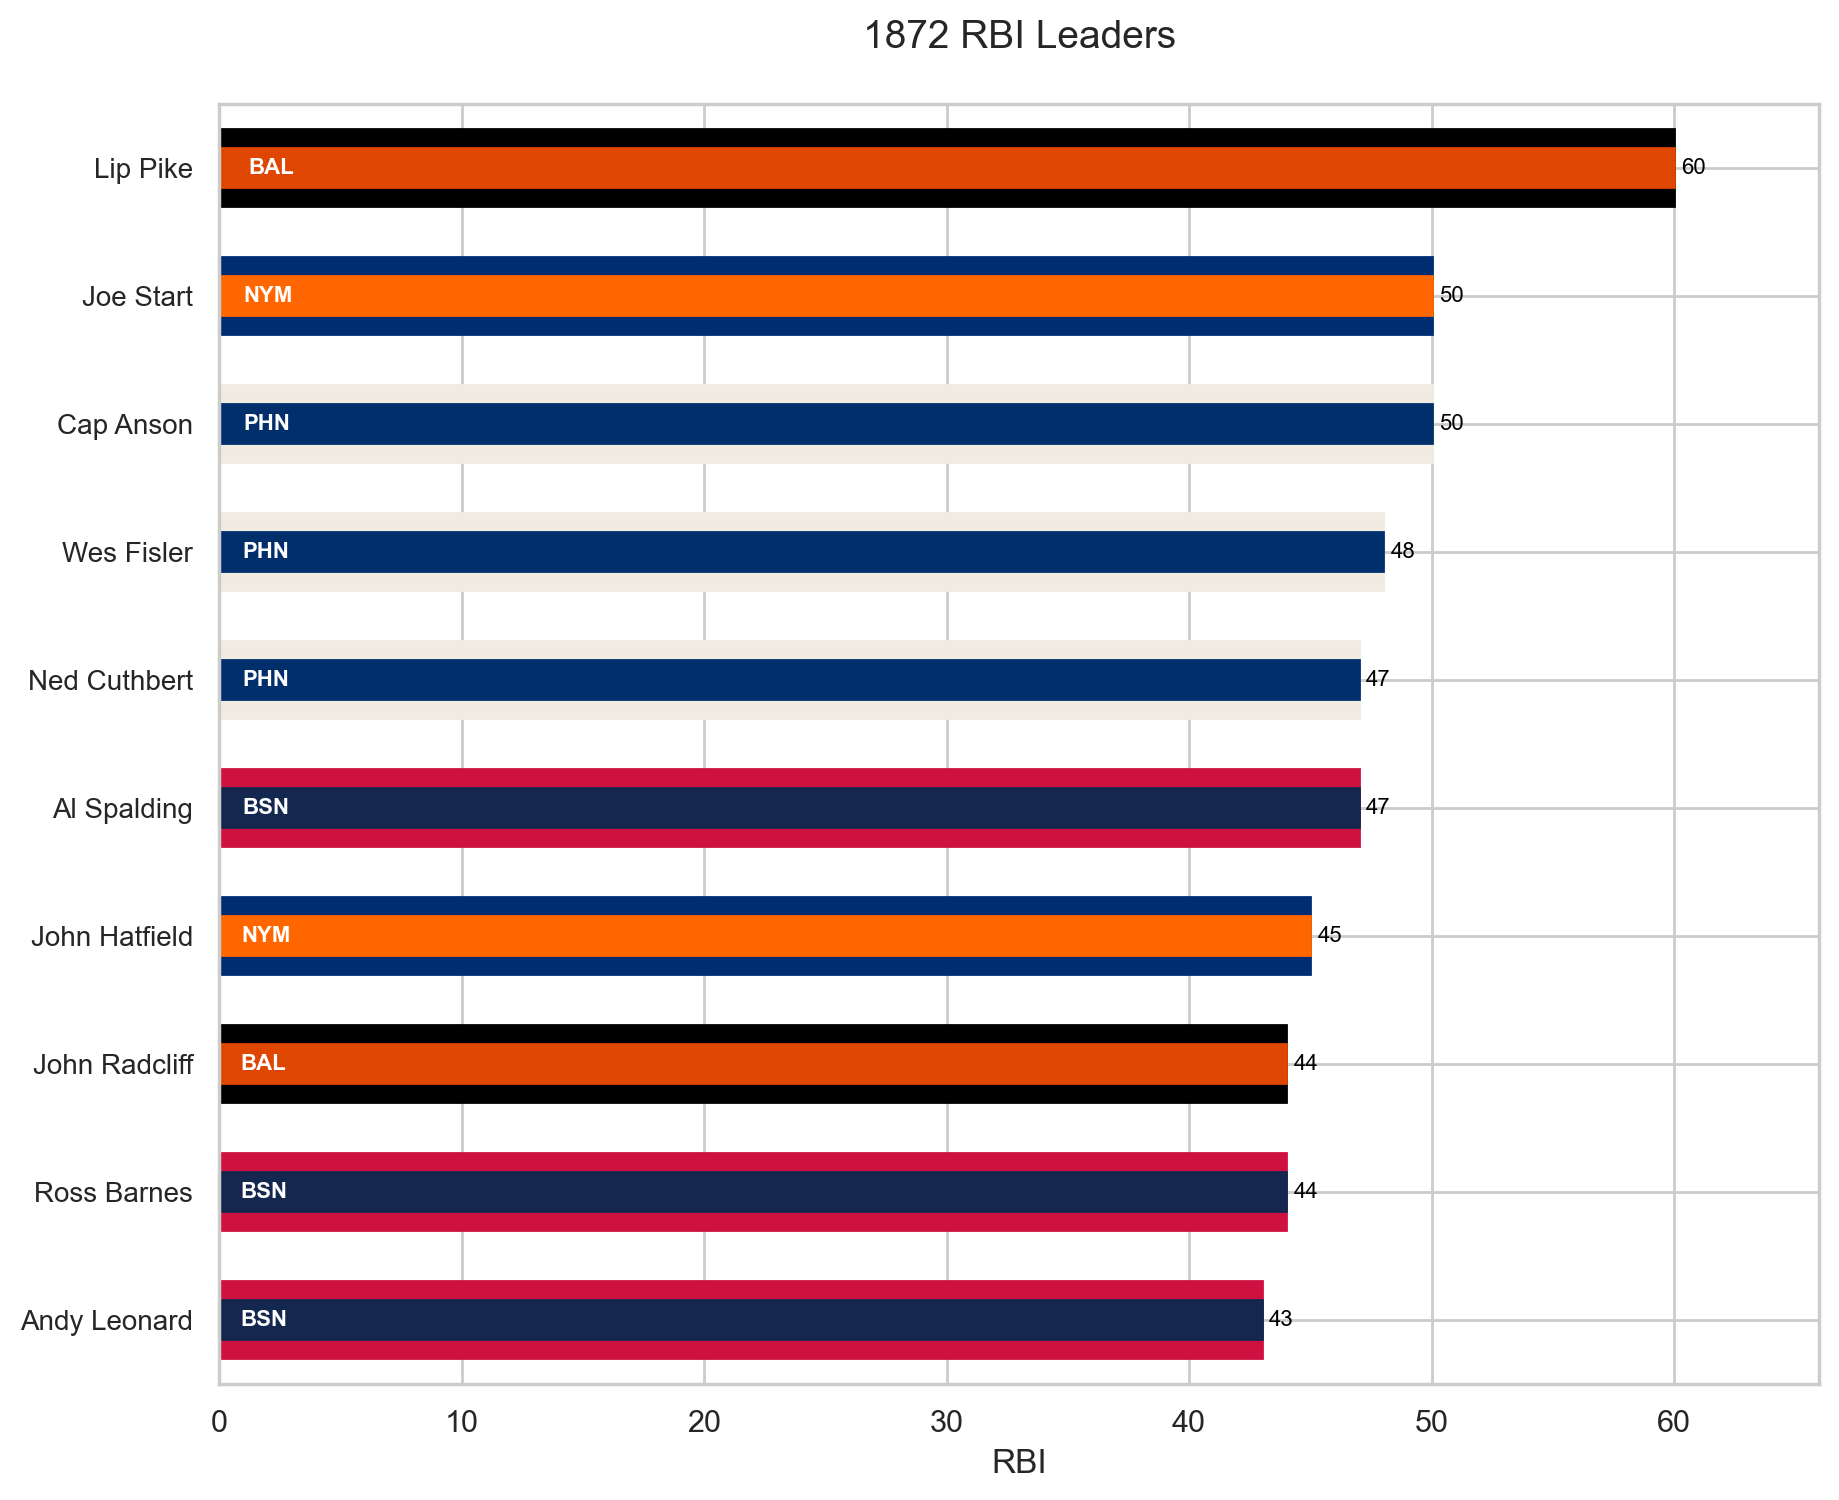 1872 RBI Leaders
Lip Pike BAL 60
Joe Start NYM 50
Cap Anson PHN 50
Wes Fisler PHN 48
Ned Cuthbert PHN 47
Al Spalding BSN 47
John Hatfield NYM 45
John Radcliff BAL 44
Ross Barnes BSN 44
Andy Leonard BSN 43
0 10 20 30 40 50 60
RBI